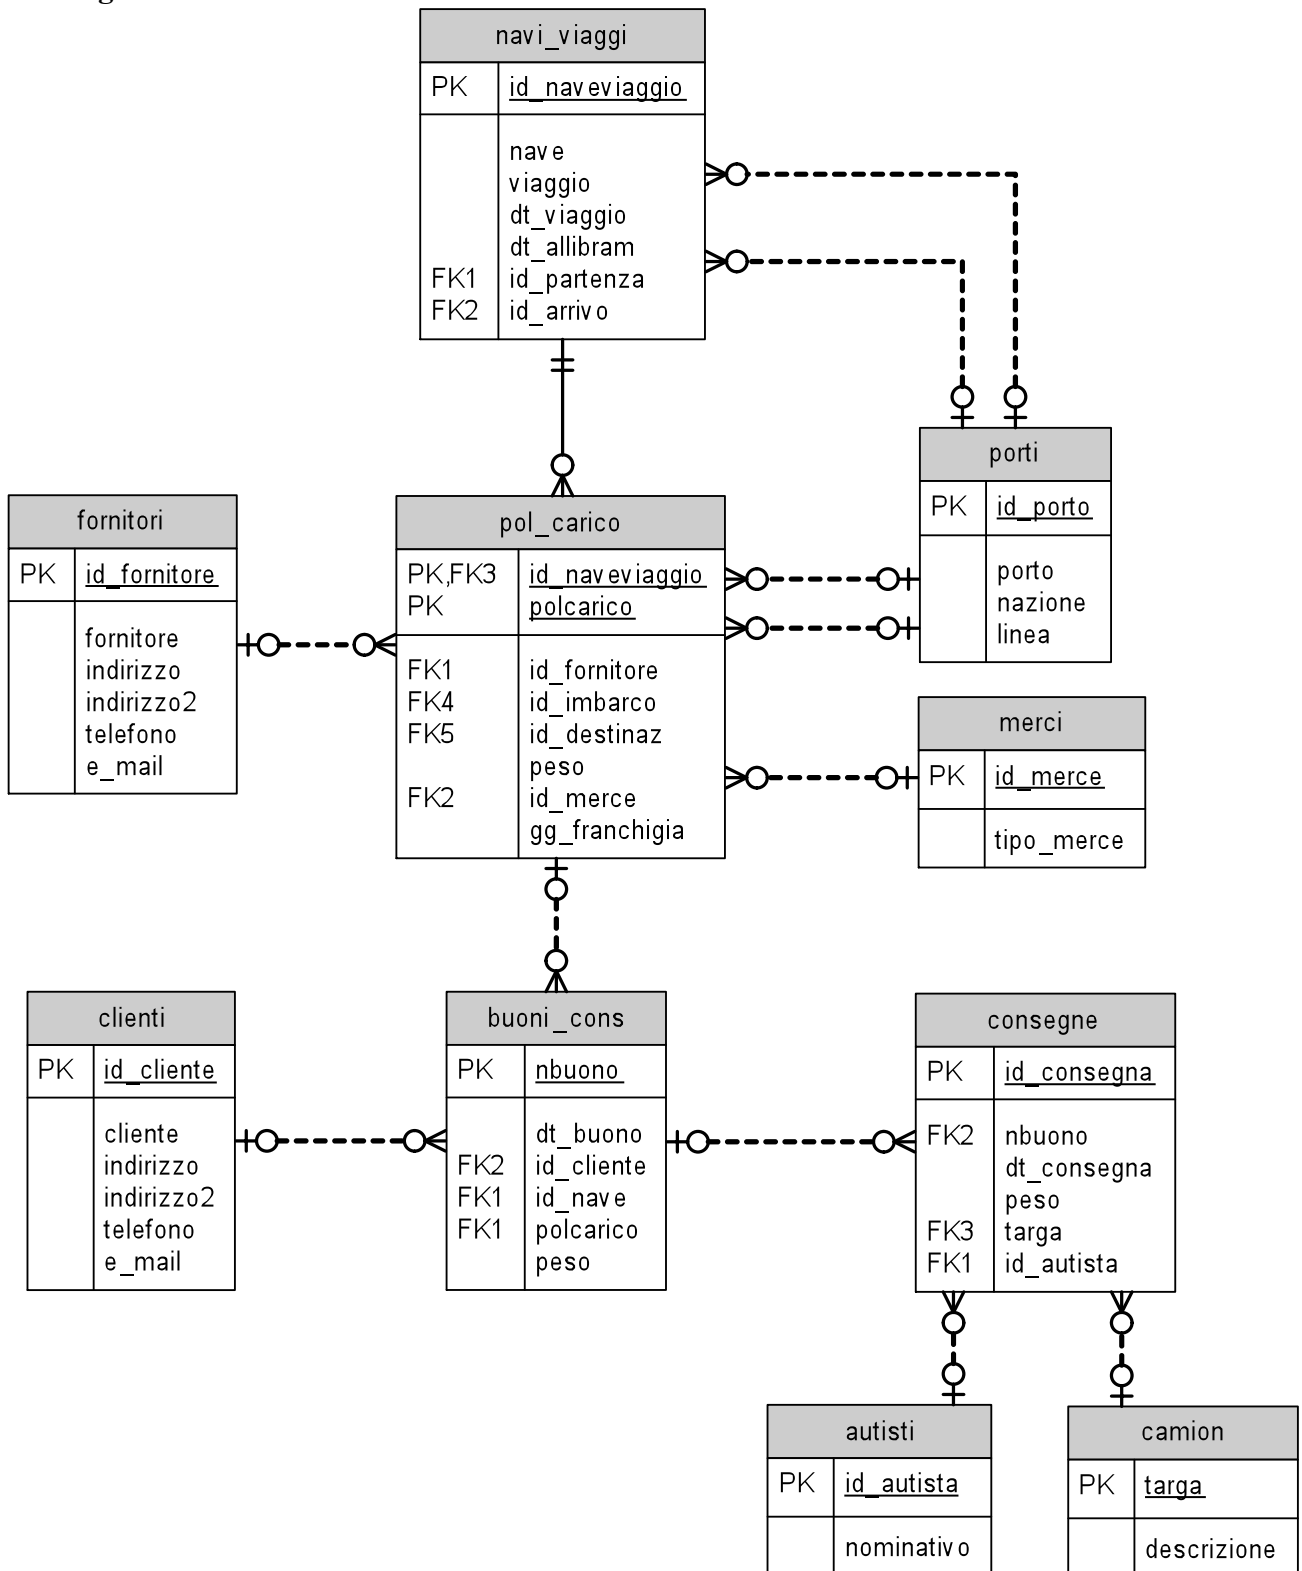 navi_viaggi
PK id_naveviaggio
nave
viaggio
dt_viaggio
dt_allibram
FK1 id_partenza
FK2 id_arrivo
porti
PK id_porto
porto
nazione
linea
fornitori
PK id_fornitore
fornitore
indirizzo
indirizzo2
telefono
e_mail
pol_carico
PK,FK3 id_naveviaggio
PK polcarico
FK1 id_fornitore
FK4 id_imbarco
FK5 id_destinaz
peso
FK2 id_merce
gg_franchigia
merci
PK id_merce
tipo_merce
clienti
PK id_cliente
cliente
indirizzo
indirizzo2
telefono
e_mail
buoni_cons
PK nbuono
dt_buono
FK2 id_cliente
FK1 id_nave
FK1 polcarico
peso
consegne
PK id_consegna
FK2 nbuono
dt_consegna
peso
FK3 targa
FK1 id_autista
autisti
PK id_autista
nominativo
camion
PK targa
descrizione